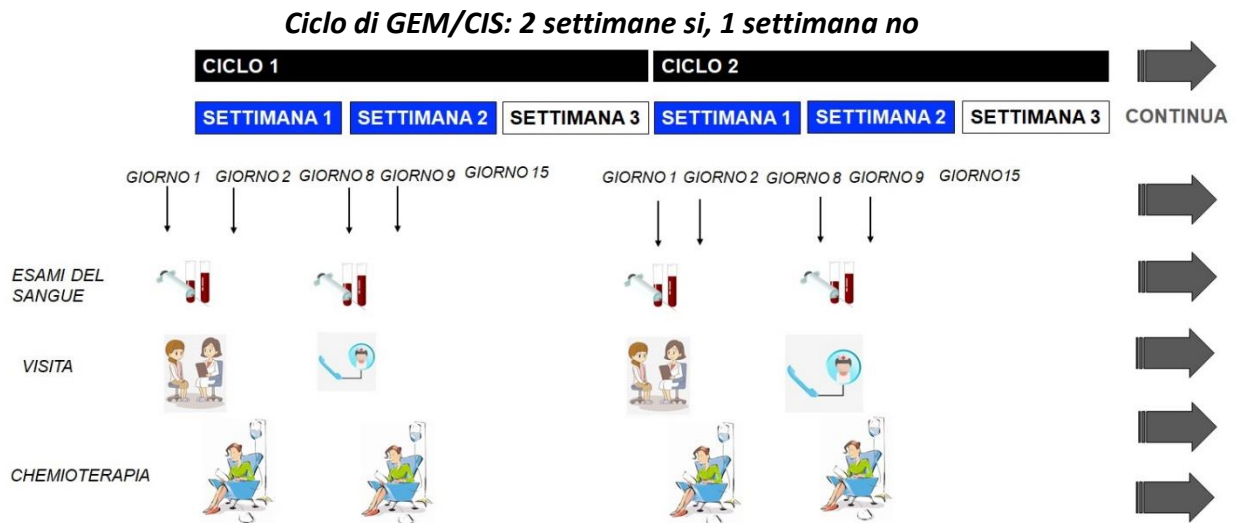 Ciclo di GEM/CIS: 2 settimane si, 1 settimana no
CICLO 1 CICLO 2
SETTIMANA 1 SETTIMANA 2 SETTIMANA 3 SETTIMANA 1 SETTIMANA 2 SETTIMANA 3 CONTINUA
GIORNO 1 GIORNO 2 GIORNO 8 GIORNO 9 GIORNO 15 GIORNO 1 GIORNO 2 GIORNO 8 GIORNO 9 GIORNO15
ESAMI DEL
SANGUE
VISITA
CHEMIOTERAPIA